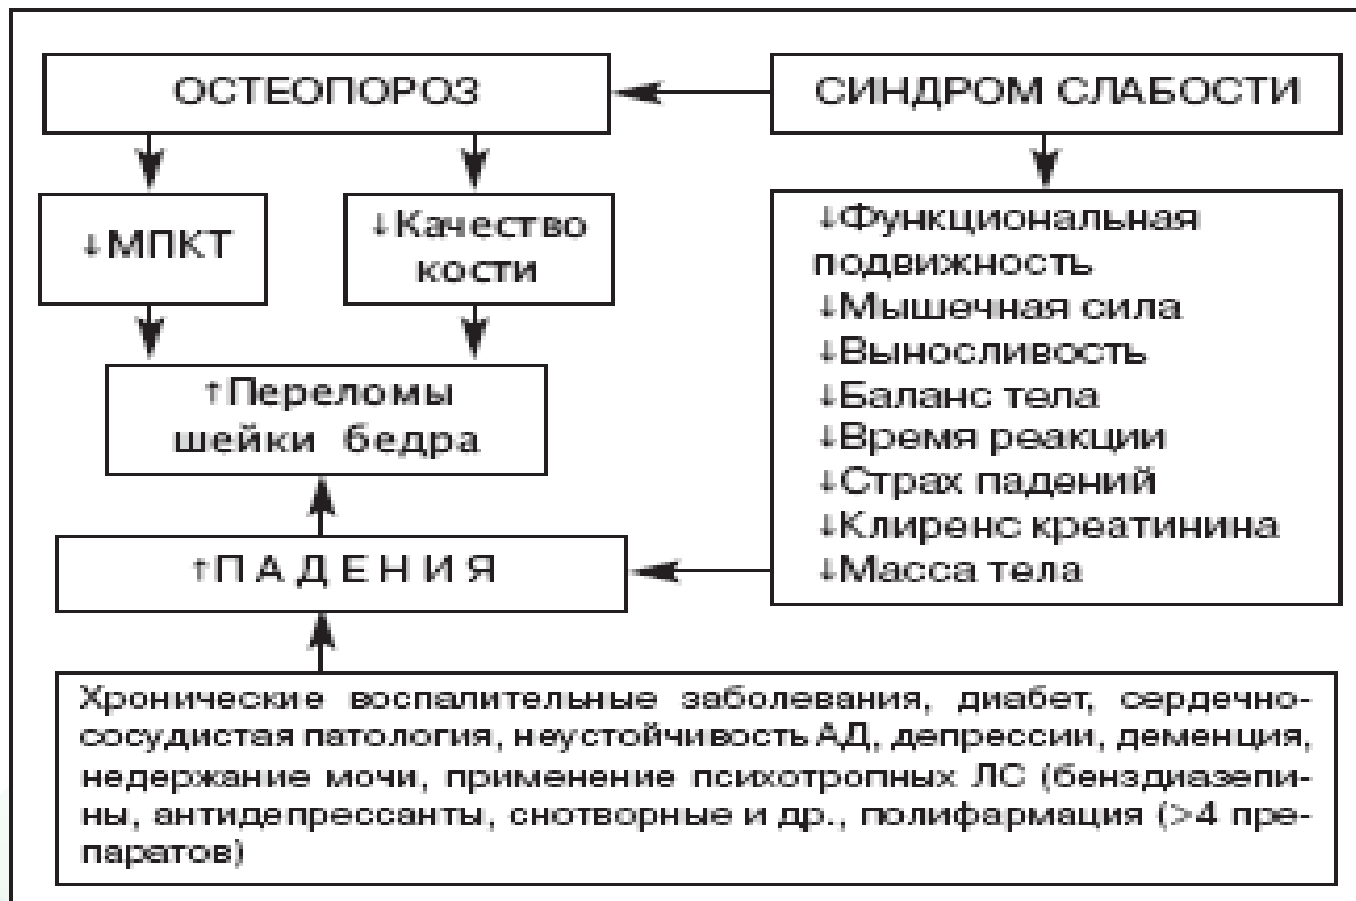 ОСТЕОПОРОЗ
СИНДРОМ СЛАБОСТИ
↓МПКТ
↓Качество
кости
↑Переломы
шейки бедра
↑ПАДЕНИЯ
↓Функциональная
подвижность
↓Мышечная сила
↓Выносливость
↓Баланс тела
↓Время реакции
↓Страх падений
↓Клиренс креатинина
↓Масса тела
Хронические воспалительные заболевания, диабет, сердечно-
сосудистая патология, неустойчивость АД, депрессии, деменция,
недержание мочи, применение психотропных ЛС (бенздиазепи-
ны, антидепрессанты, снотворные и др., полифармация (>4 пре-
паратов)